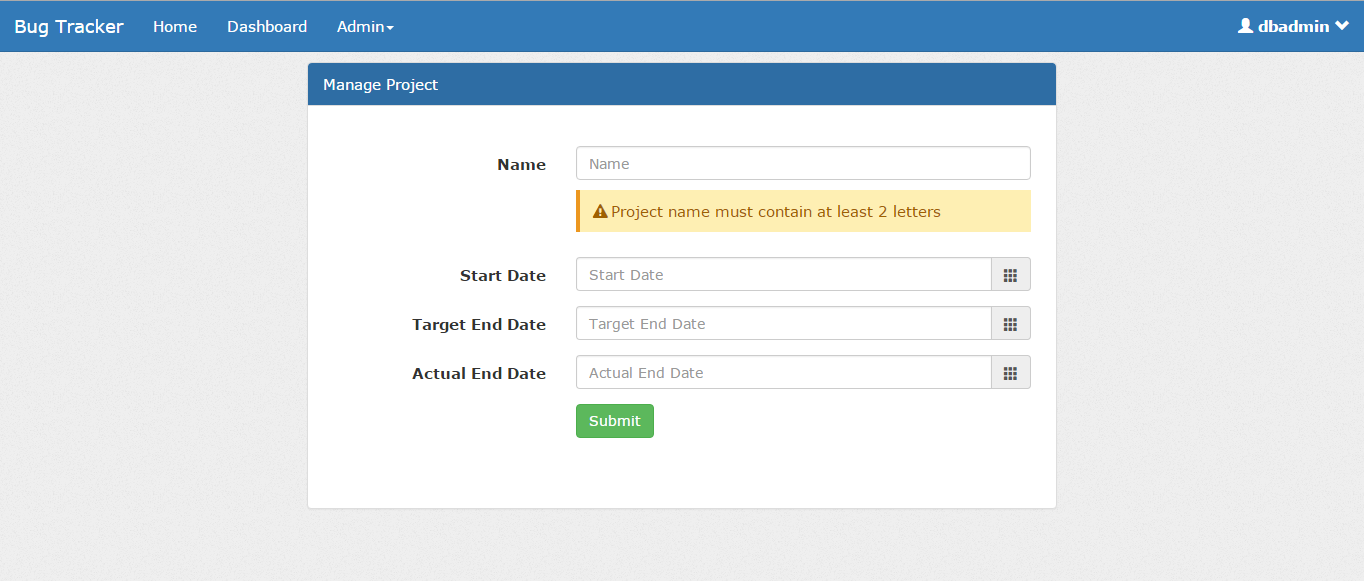 Bug Tracker Home Dashboard Admin dbadmin
Manage Project
Name Name
Project name must contain at least 2 letters
Start Date Start Date
Target End Date Target End Date
Actual End Date Actual End Date
Submit